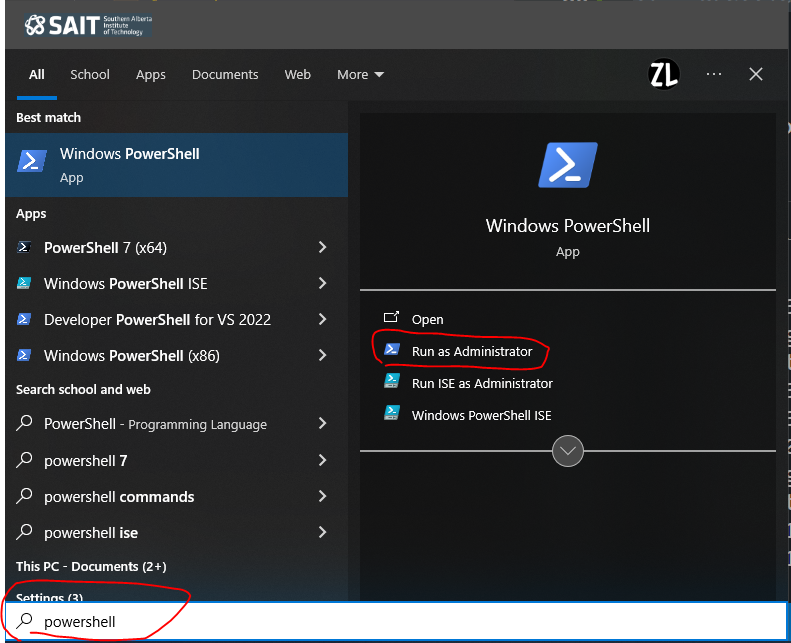 SAIT Southern Alberta
Institute
of Technology
All School Apps Documents Web More ZL ...
Best match
Windows PowerShell
App
Apps
PowerShell 7 (x64)
Windows PowerShell ISE
Developer PowerShell for VS 2022
Windows PowerShell (x86)
Search school and web
PowerShell - Programming Language
powershell 7
powershell commands
powershell ise
This PC - Documents (2+)
Settings (3)
powershell
Windows PowerShell
App
Open
Run as Administrator
Run ISE as Administrator
Windows PowerShell ISE